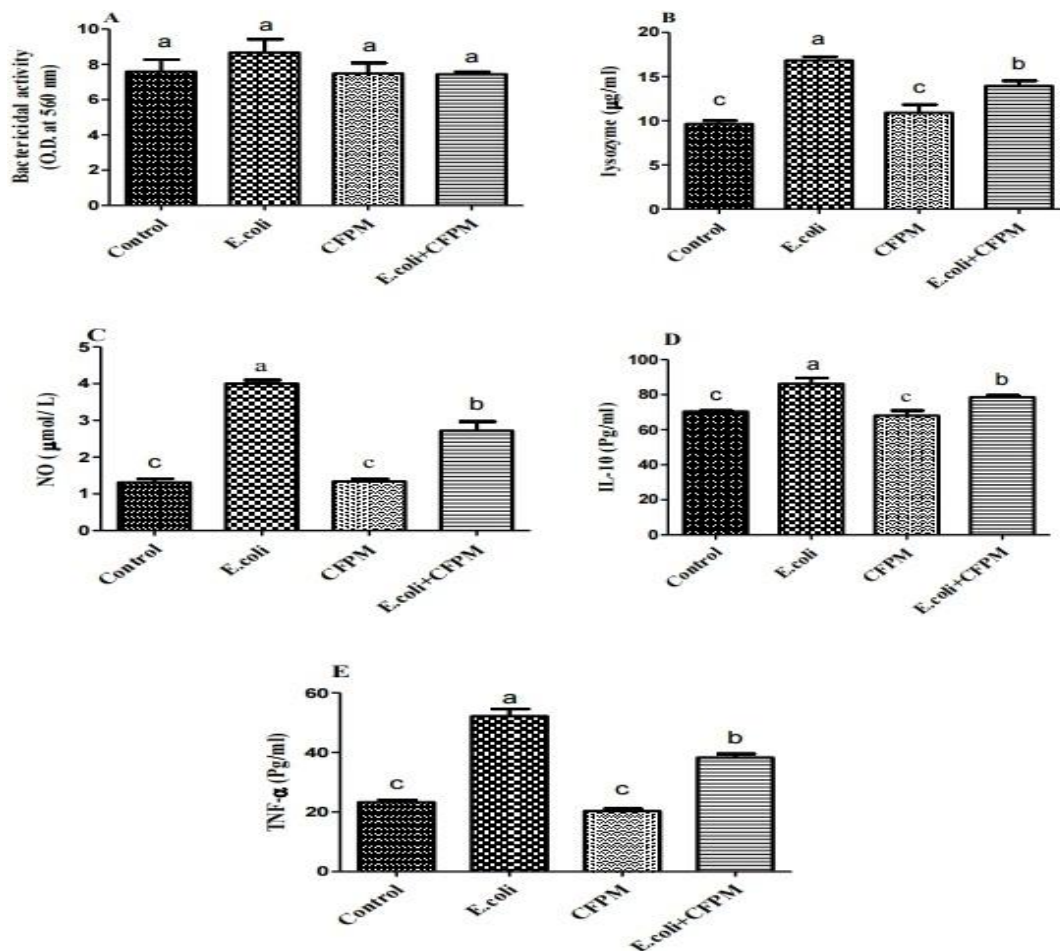 A
Bactericidal activity
(O.D. at 560 nm)
10
8
6
4
2
0
a
a
a
a
Control
E.coli
CFPM
E.coli+CFPM
B
lysozyme (µg/ml)
20
15
10
5
0
c
a
c
b
Control
E.coli
CFPM
E.coli+CFPM
C
NO ( µmol/ L)
5
4
3
2
1
0
c
a
c
b
Control
E.coli
CFPM
E.coli+CFPM
D
IL-10 (Pg/ml)
100
80
60
40
20
0
c
a
c
b
Control
E.coli
CFPM
E.coli+CFPM
E
TNF-α (Pg/ml)
60
40
20
0
c
a
c
b
Control
E.coli
CFPM
E.coli+CFPM